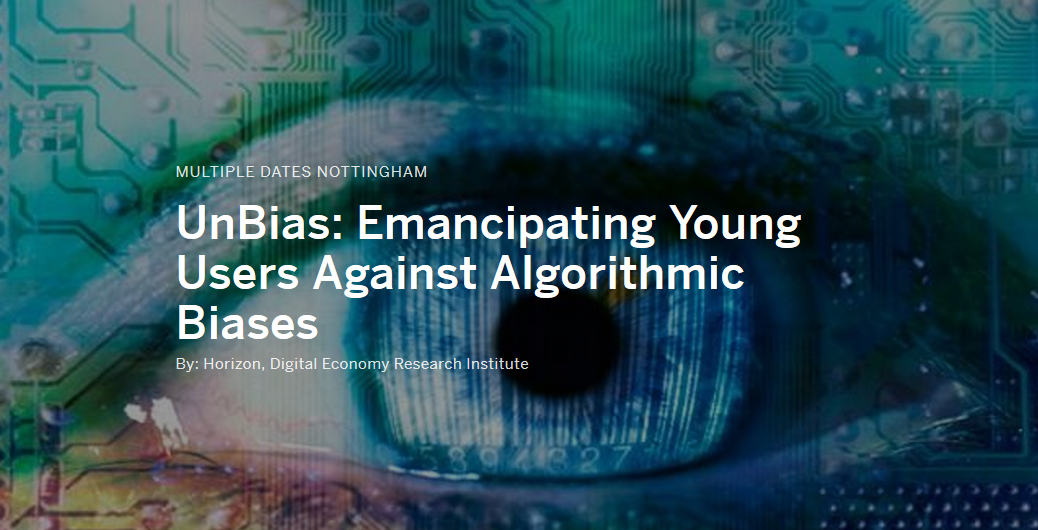 MULTIPLE DATES NOTTINGHAM
UnBias: Emancipating Young
Users Against Algorithmic
Biases
By: Horizon, Digital Economy Research Institute